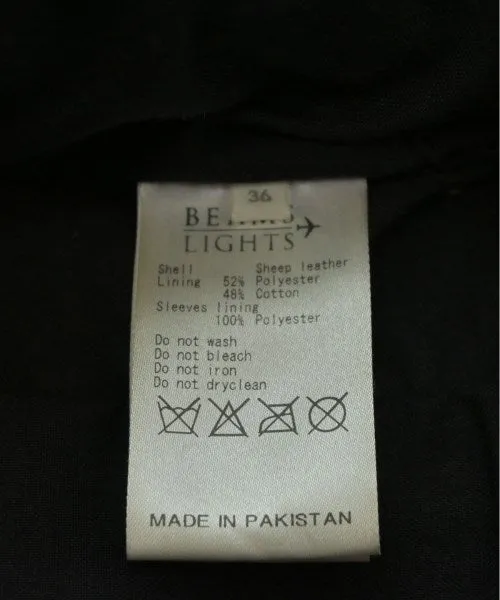 36
LIGHTS
Shell Sheep leather
Lining 52% Polyester
48% Cotton
Sleeves lining
100% Polyester
Do not wash
Do not bleach
Do not iron
Do not dryclean
MADE IN PAKISTAN